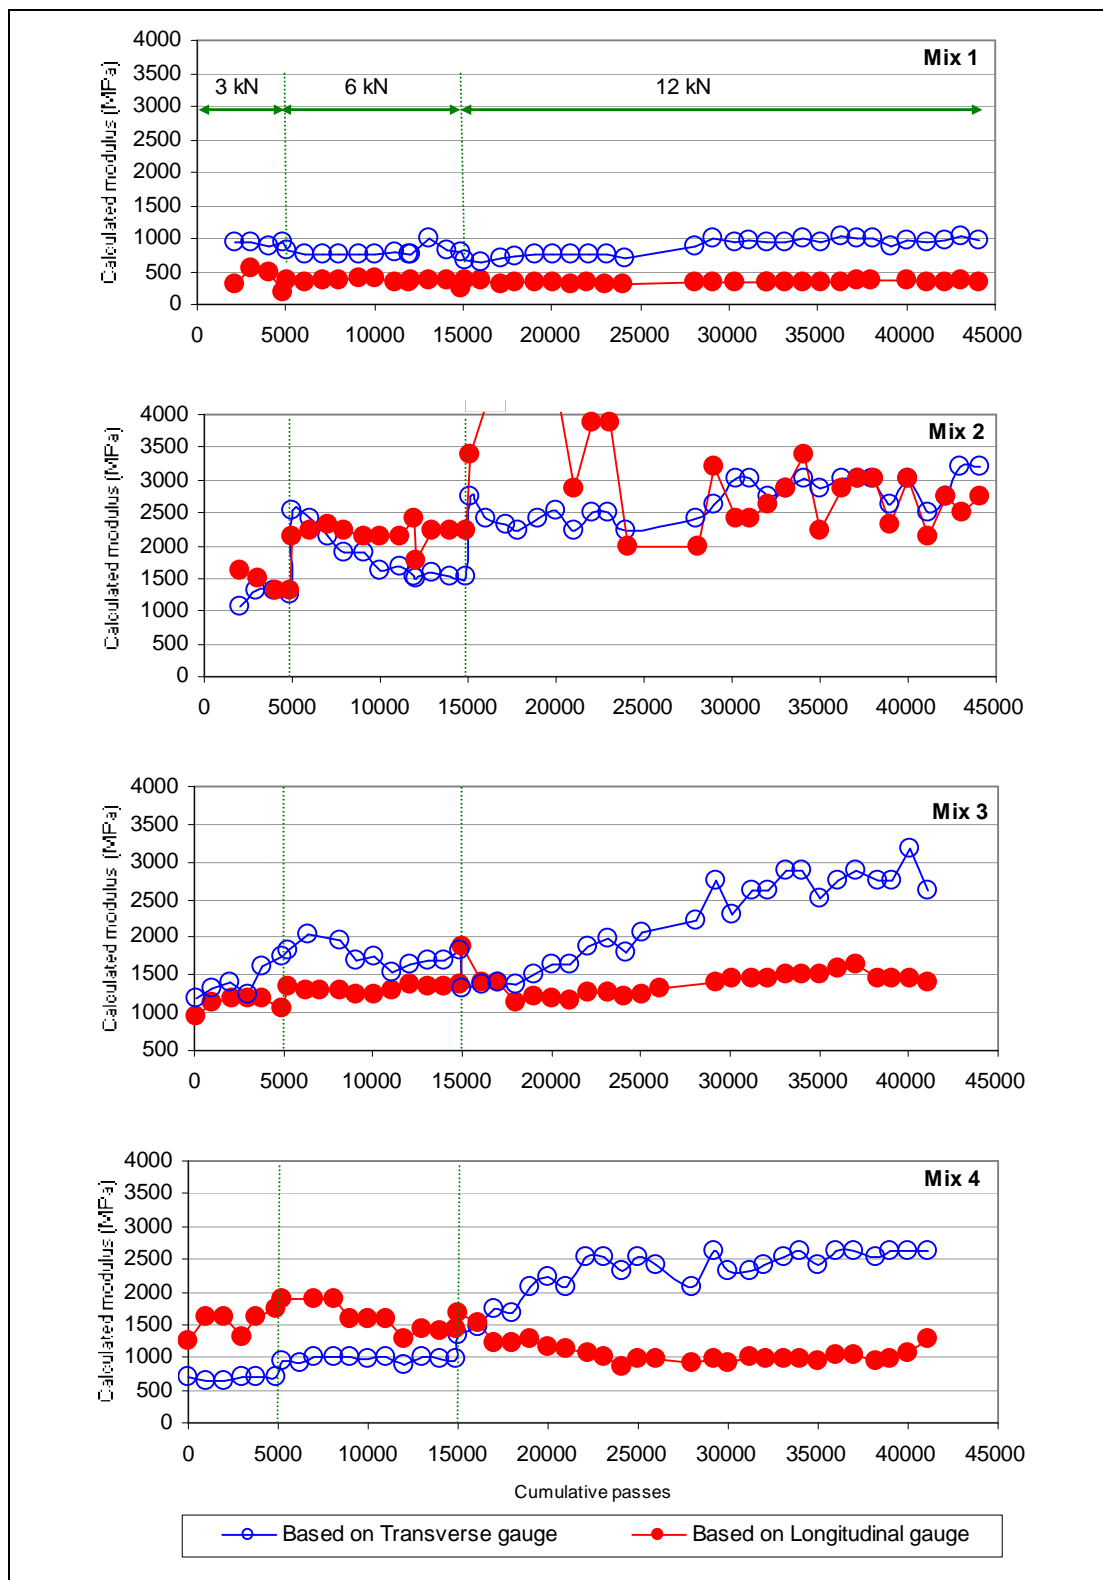 4000
Mix 1
3500
3 kN 6 kN 12 kN
3000
2500
2000
1500
1000
500
0
0 5000 10000 15000 20000 25000 30000 35000 40000 45000
Calculated modulus (MPa)
4000
Mix 2
3500
3000
2500
2000
1500
1000
500
0
0 5000 10000 15000 20000 25000 30000 35000 40000 45000
Calculated modulus (MPa)
4000
Mix 3
3500
3000
2500
2000
1500
1000
500
0 5000 10000 15000 20000 25000 30000 35000 40000 45000
Calculated modulus (MPa)
4000
Mix 4
3500
3000
2500
2000
1500
1000
500
0
0 5000 10000 15000 20000 25000 30000 35000 40000 45000
Calculated modulus (MPa)
Cumulative passes
Based on Transverse gauge Based on Longitudinal gauge